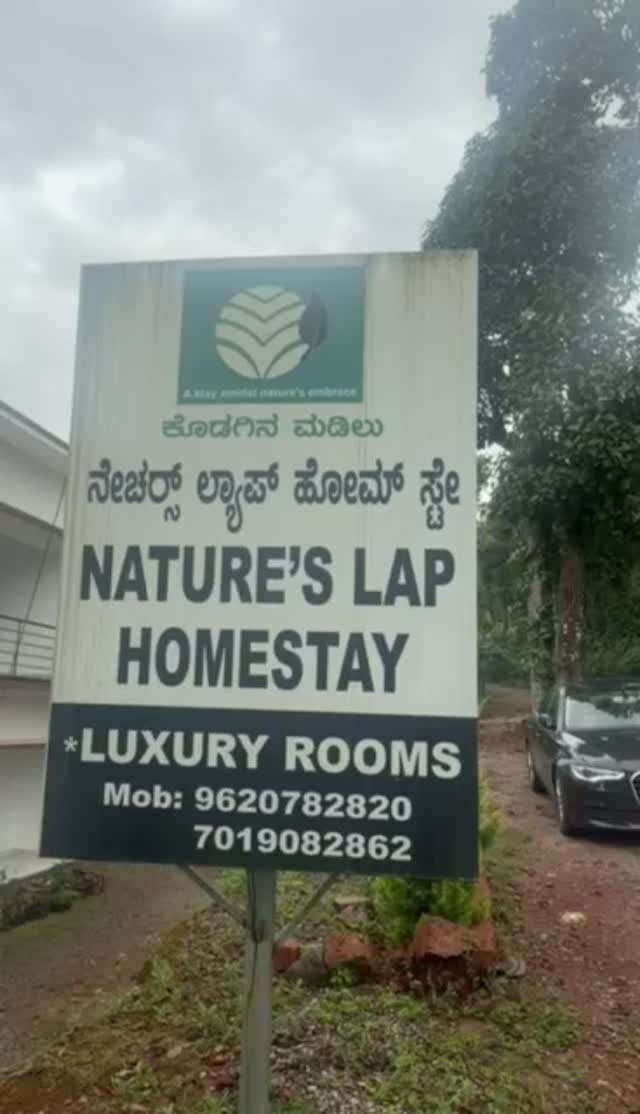 A stay amidst nature's embrace
ಕೊಡಗಿನ ಮಡಿಲು
ನೇಚರ್ಸ್ ಲ್ಯಾಪ್ ಹೋಮ್ ಸ್ಟೇ
NATURE'S LAP
HOMESTAY
*LUXURY ROOMS
Mob: 9620782820
7019082862